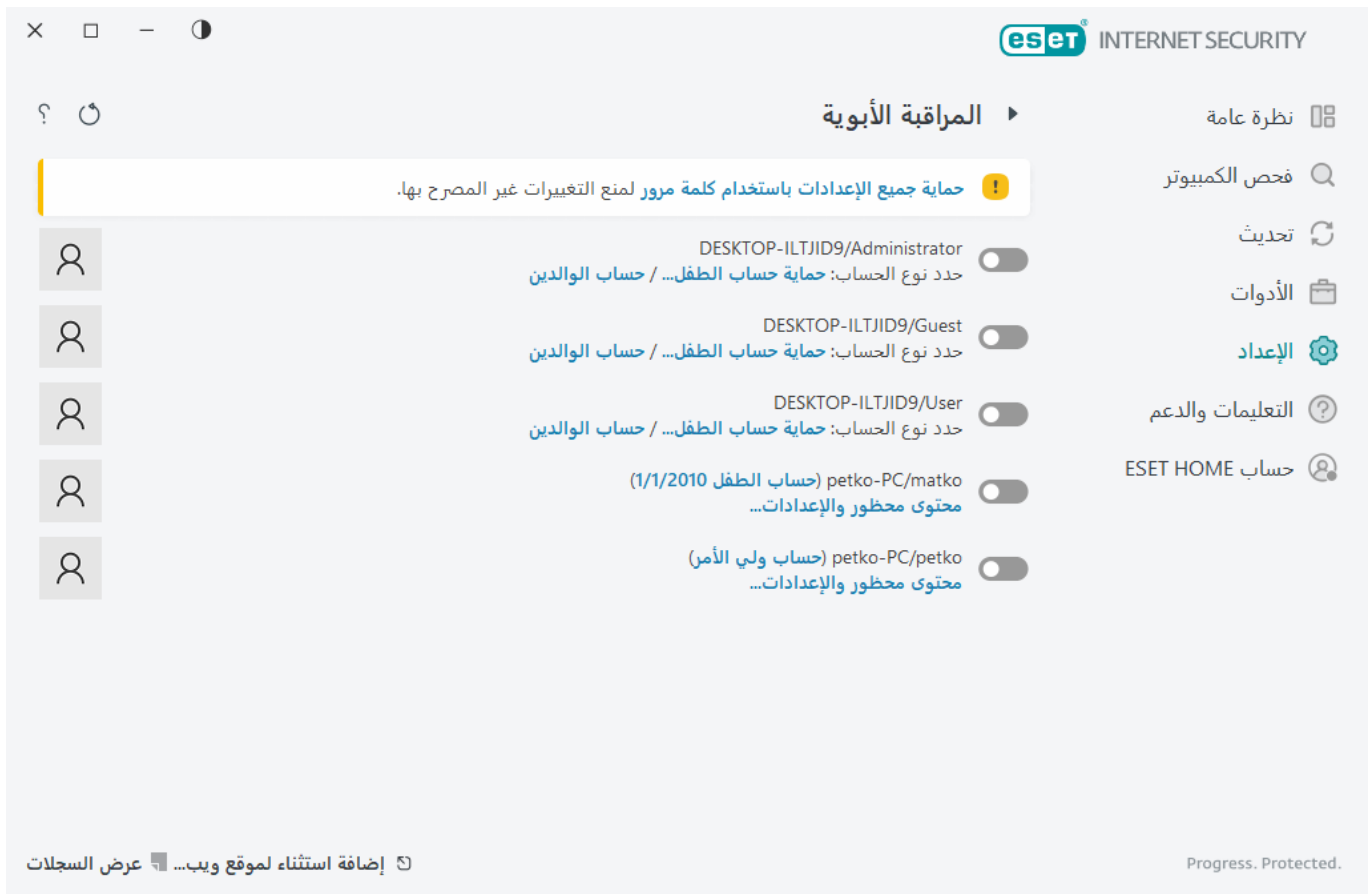 eseT® INTERNET SECURITY
نظرة عامة
فحص الكمبيوتر
تحديث
الأدوات
الإعداد
التعليمات والدعم
حساب ESET HOME
المراقبة الأبوية
؟
حماية جميع الإعدادات باستخدام كلمة مرور لمنع التغييرات غير المصرح بها.
DESKTOP-ILTJID9/Administrator
حدد نوع الحساب: حماية حساب الطفل... / حساب الوالدين
DESKTOP-ILTJID9/Guest
حدد نوع الحساب: حماية حساب الطفل... / حساب الوالدين
DESKTOP-ILTJID9/User
حدد نوع الحساب: حماية حساب الطفل... / حساب الوالدين
petko-PC/matko (حساب الطفل 1/1/2010)
محتوى محظور والإعدادات...
petko-PC/petko (حساب ولي الأمر)
محتوى محظور والإعدادات...
إضافة استثناء لموقع ويب... عرض السجلات
Progress. Protected.